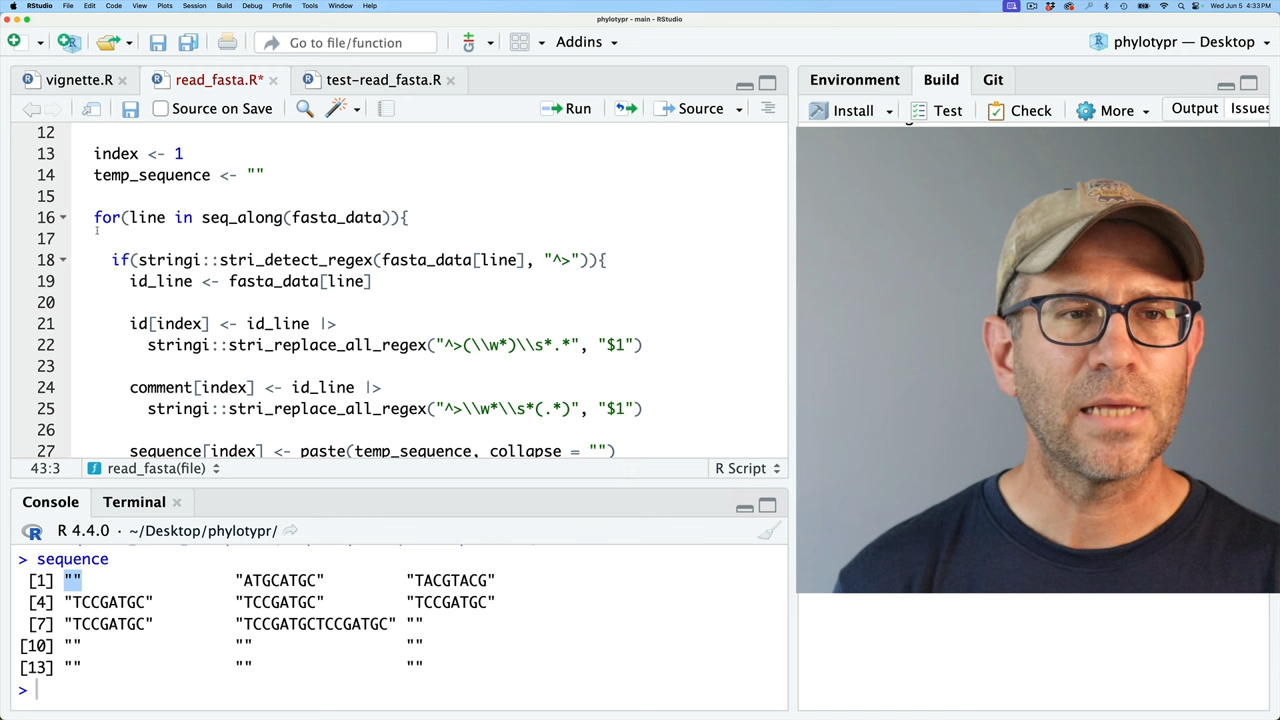 RStudio File Edit Code View Plots Session Build Debug Profile Tools Window Help Wed Jun 5 4:33 PM
phylotypr - main - RStudio
Go to file/function Addins phylotypr — Desktop
vignette.R read_fasta.R* test-read_fasta.R
Environment Build Git
Source on Save Run Source
Install Test Check More Output Issues
12
13 index <- 1
14 temp_sequence <- ""
15
16 for(line in seq_along(fasta_data)){
17
18 if(stringi::stri_detect_regex(fasta_data[line], "^>")){
19 id_line <- fasta_data[line]
20
21 id[index] <- id_line |>
22 stringi::stri_replace_all_regex("^>(\\w*)\\s*.*", "$1")
23
24 comment[index] <- id_line |>
25 stringi::stri_replace_all_regex("^>\\w*\\s*(.*)", "$1")
26
27 sequence[index] <- paste(temp_sequence, collapse = "")
43:3 read_fasta(file) R Script
Console Terminal
R 4.4.0 · ~/Desktop/phylotypr/
> sequence
[1] "" "ATGCATGC" "TACGTACG"
[4] "TCCGATGC" "TCCGATGC" "TCCGATGC"
[7] "TCCGATGC" "TCCGATGCTCCGATGC" ""
[10] "" "" ""
[13] "" "" ""
>